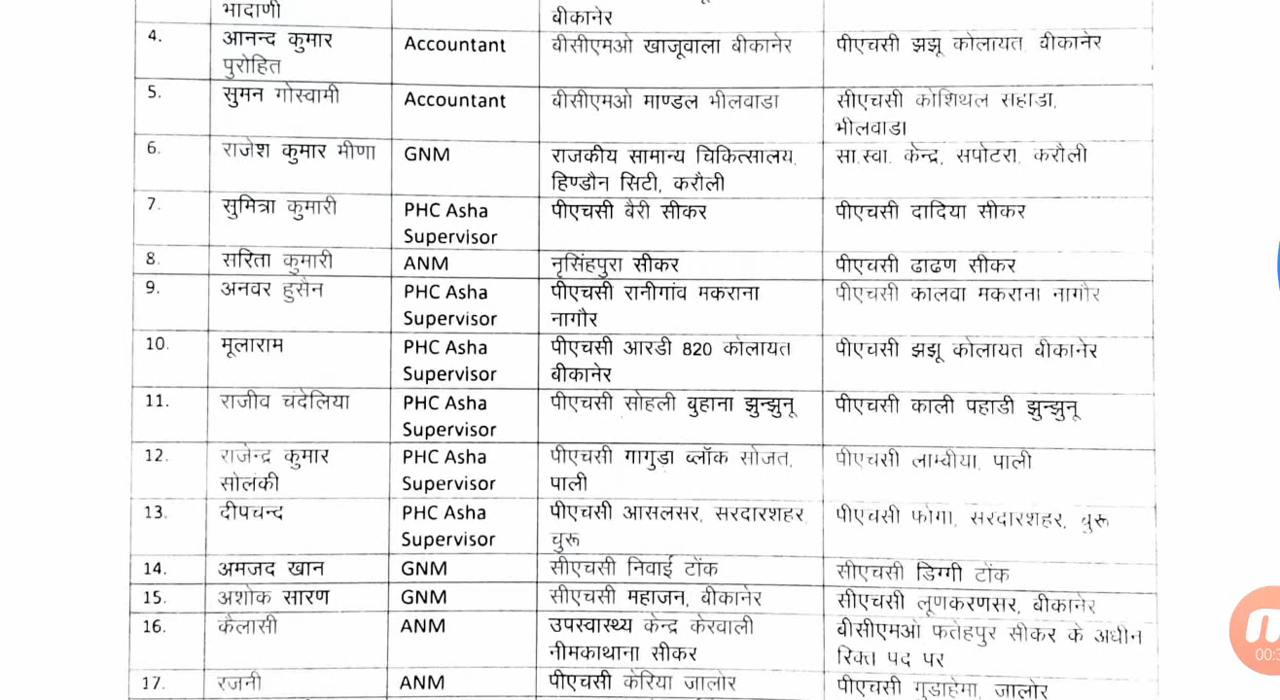 भादाणी
बीकानेर
4. आनन्द कुमार Accountant बीसीएमओ खाजूवाला बीकानेर पीएचसी झझू कोलायत बीकानेर
पुरोहित
5. सुमन गोस्वामी Accountant बीसीएमओ माण्डल भीलवाडा सीएचसी कोशिथल सहाडा,
भीलवाडा
6. राजेश कुमार मीणा GNM राजकीय सामान्य चिकित्सालय, सा.स्वा. केन्द्र, सपोटरा, करौली
हिण्डौन सिटी, करौली
7. सुमित्रा कुमारी PHC Asha पीएचसी बैरी सीकर पीएचसी दादिया सीकर
Supervisor
8. सरिता कुमारी ANM नृसिंहपुरा सीकर पीएचसी ढाढण सीकर
9. अनवर हुसैन PHC Asha पीएचसी रानीगांव मकराना पीएचसी कालवा मकराना नागौर
Supervisor नागौर
10. मूलाराम PHC Asha पीएचसी आरडी 820 कोलायत पीएचसी झझू कोलायत बीकानेर
Supervisor बीकानेर
11. राजीव चंदेलिया PHC Asha पीएचसी सोहली बुहाना झुन्झुनू पीएचसी काली पहाडी झुन्झुनू
Supervisor
12. राजेन्द्र कुमार PHC Asha पीएचसी गागुडा ब्लॉक सोजत, पीएचसी लाम्बीया, पाली
सोलंकी Supervisor पाली
13. दीपचन्द PHC Asha पीएचसी आसलसर, सरदारशहर, पीएचसी फोगा, सरदारशहर, चुरू
Supervisor चुरू
14. अमजद खान GNM सीएचसी निवाई टोंक सीएचसी डिग्गी टोंक
15. अशोक सारण GNM सीएचसी महाजन, बीकानेर सीएचसी लूणकरणसर, बीकानेर
16. कैलासी ANM उपस्वास्थ्य केन्द्र केरवाली बीसीएमओ फतेहपुर सीकर के अधीन
नीमकाथाना सीकर रिक्त पद पर
17. रजनी ANM पीएचसी केरिया जालोर पीएचसी गुडाहेमा, जालोर